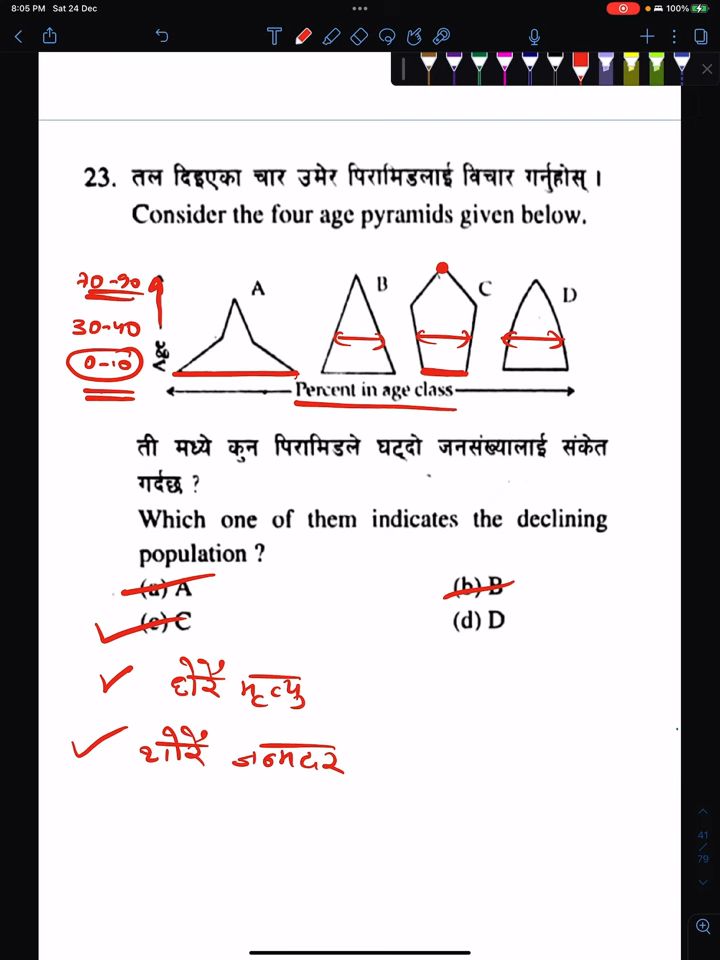 8:05 PM Sat 24 Dec
100%
23. तल दिइएका चार उमेर पिरामिडलाई विचार गर्नुहोस् ।
Consider the four age pyramids given below.
70-90
30-40
0-10
Age
A
B
C
D
Percent in age class
ती मध्ये कुन पिरामिडले घट्दो जनसंख्यालाई संकेत
गर्दछ ?
Which one of them indicates the declining
population ?
(a) A
(b) B
(c) C
(d) D
धेरै मृत्यु
थोरै जन्मदर
41
79